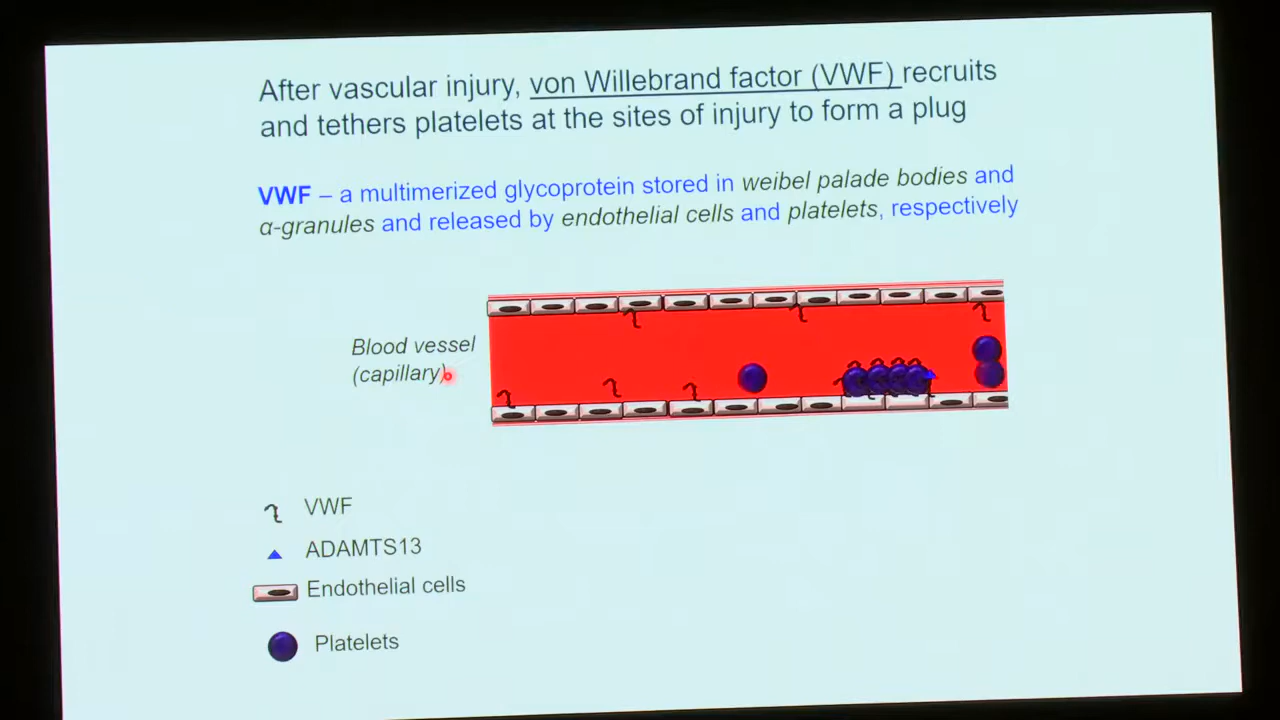 After vascular injury, von Willebrand factor (VWF) recruits
and tethers platelets at the sites of injury to form a plug
VWF – a multimerized glycoprotein stored in weibel palade bodies and
α-granules and released by endothelial cells and platelets, respectively
Blood vessel
(capillary)
VWF
ADAMTS13
Endothelial cells
Platelets